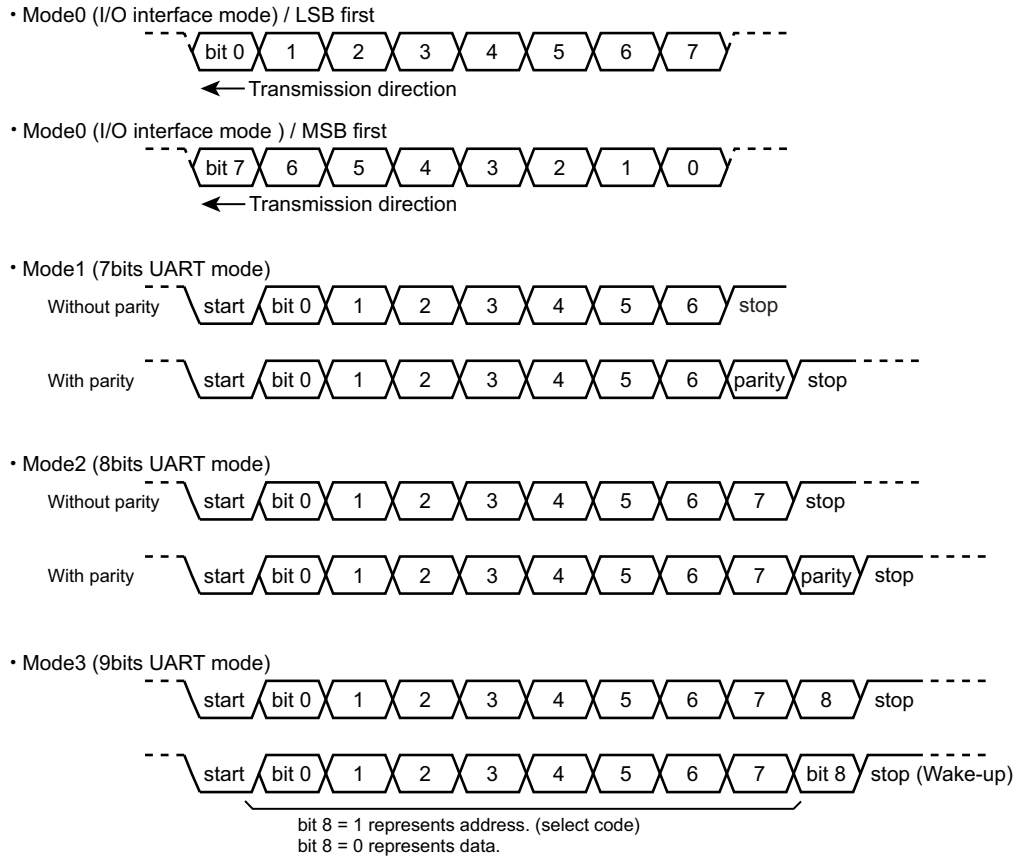 ・Mode0 (I/O interface mode) / LSB first
bit 0 1 2 3 4 5 6 7
Transmission direction
・Mode0 (I/O interface mode ) / MSB first
bit 7 6 5 4 3 2 1 0
Transmission direction
・Mode1 (7bits UART mode)
Without parity start bit 0 1 2 3 4 5 6 stop
With parity start bit 0 1 2 3 4 5 6 parity stop
・Mode2 (8bits UART mode)
Without parity start bit 0 1 2 3 4 5 6 7 stop
With parity start bit 0 1 2 3 4 5 6 7 parity stop
・Mode3 (9bits UART mode)
start bit 0 1 2 3 4 5 6 7 8 stop
start bit 0 1 2 3 4 5 6 7 bit 8 stop (Wake-up)
bit 8 = 1 represents address. (select code)
bit 8 = 0 represents data.